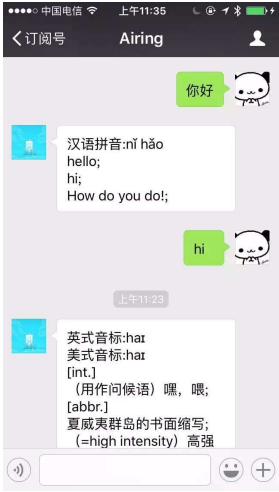 中国电信 上午11:35
订阅号 Airing
你好
汉语拼音:nǐ hǎo
hello;
hi;
How do you do!;
hi
上午11:23
英式音标:haɪ
美式音标:haɪ
[int.]
（用作问候语）嘿，喂;
[abbr.]
夏威夷群岛的书面缩写;
（=high intensity）高强